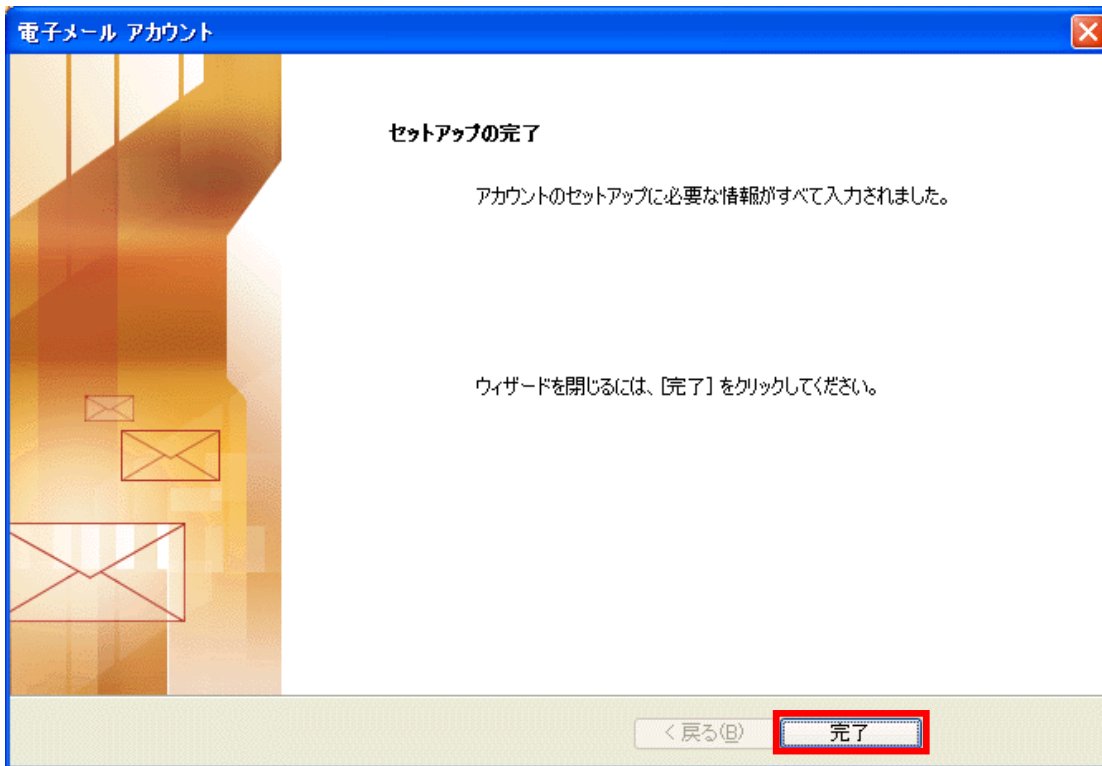 電子メール アカウント
セットアップの完了
アカウントのセットアップに必要な情報がすべて入力されました。
ウィザードを閉じるには、[完了] をクリックしてください。
< 戻る(B)
完了